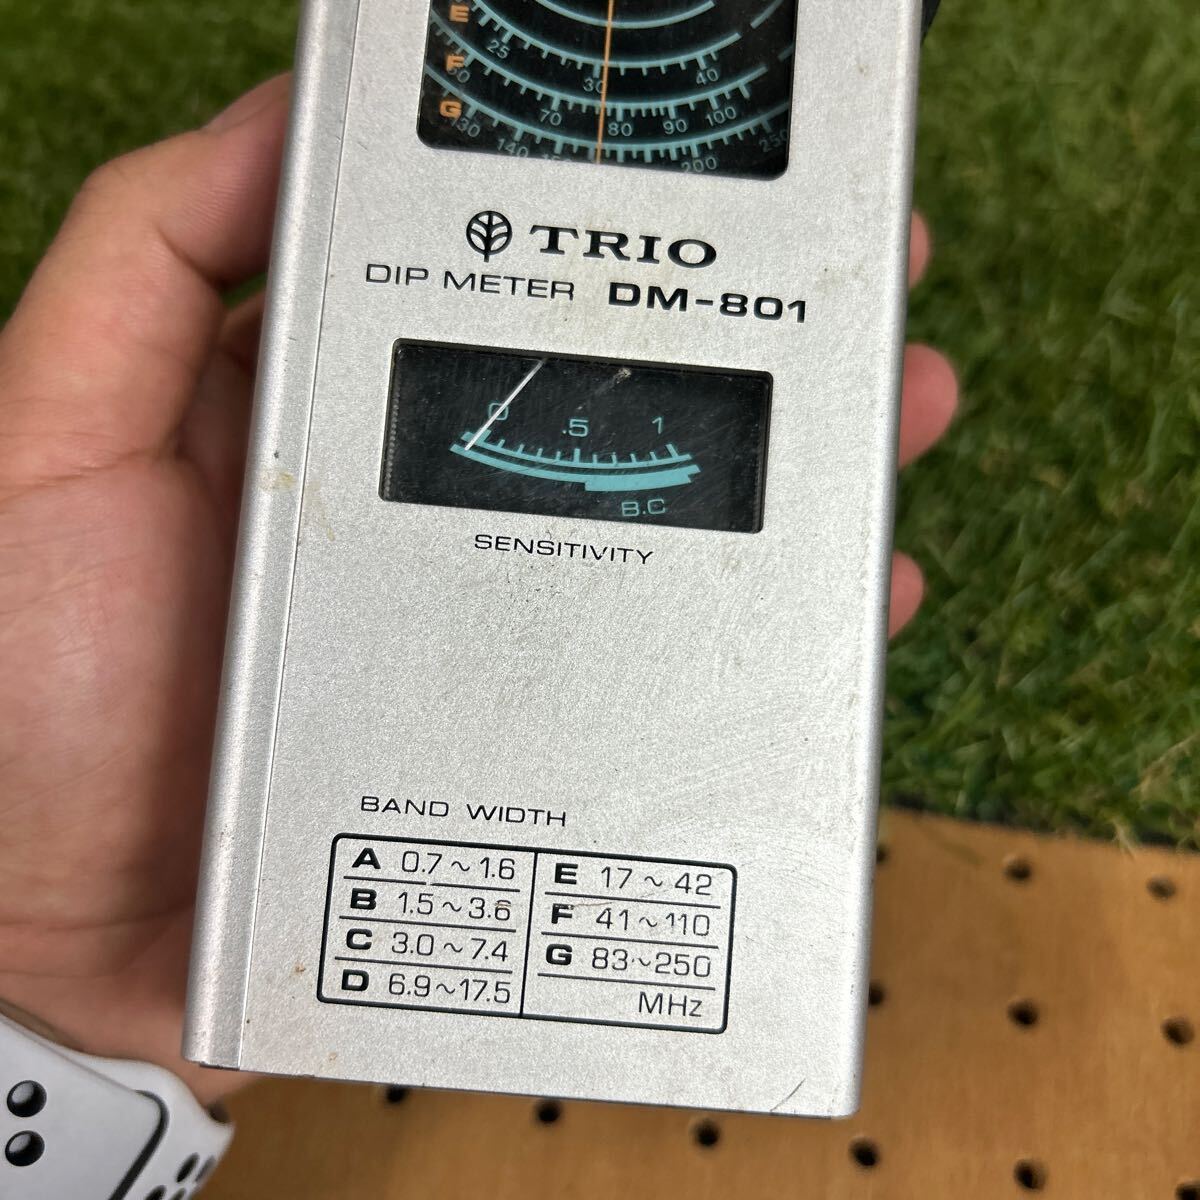 E 25 30 40
F 60 70 80 90 100
G 130 140 200 250
TRIO
DIP METER DM-801
0 .5 1
B.C
SENSITIVITY
BAND WIDTH
A 0.7~1.6
B 1.5~3.6
C 3.0~7.4
D 6.9~17.5
E 17~42
F 41~110
G 83~250
MHz